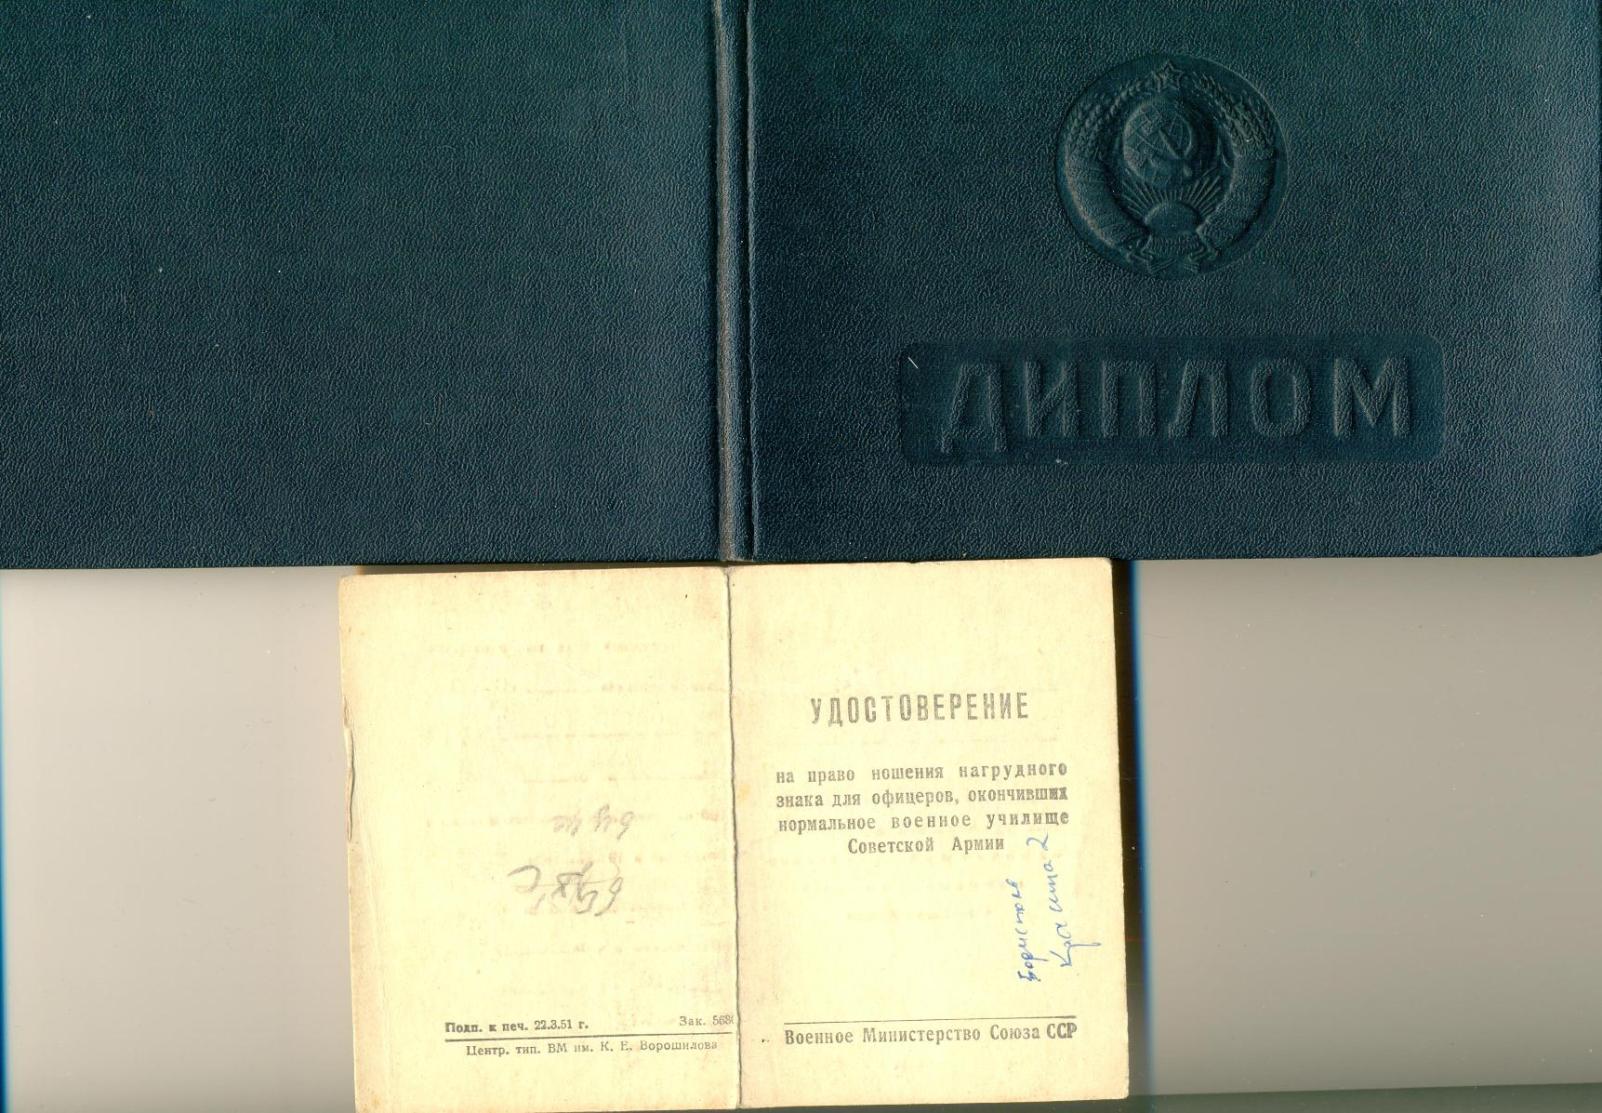 ДИПЛОМ
Подп. к печ. 22.3.51 г. Зак.
Центр. тип. ВМ им. К. Е. Ворошилова
УДОСТОВЕРЕНИЕ
на право ношения нагрудного
знака для офицеров, окончивших
нормальное военное училище
Советской Армии
Военное Министерство Союза ССР